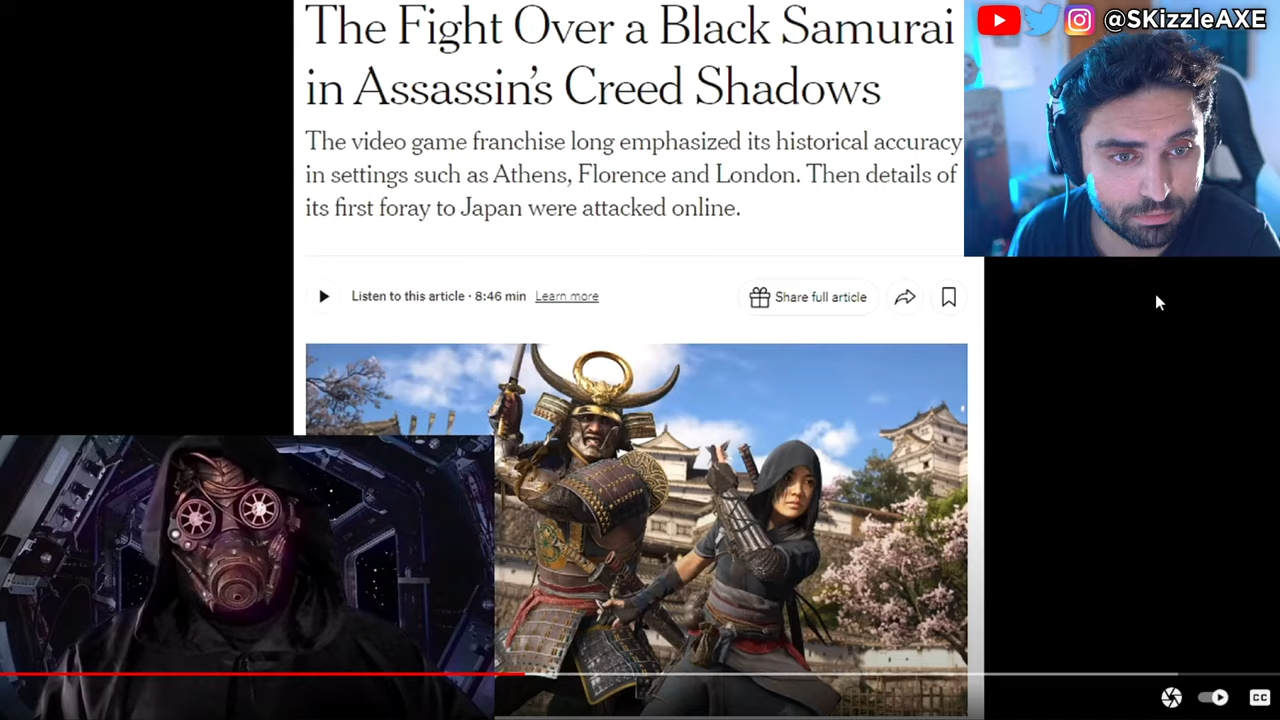 The Fight Over a Black Samurai
in Assassin’s Creed Shadows
@SKizzleAXE
The video game franchise long emphasized its historical accuracy
in settings such as Athens, Florence and London. Then details of
its first foray to Japan were attacked online.
Listen to this article · 8:46 min Learn more
Share full article
CC